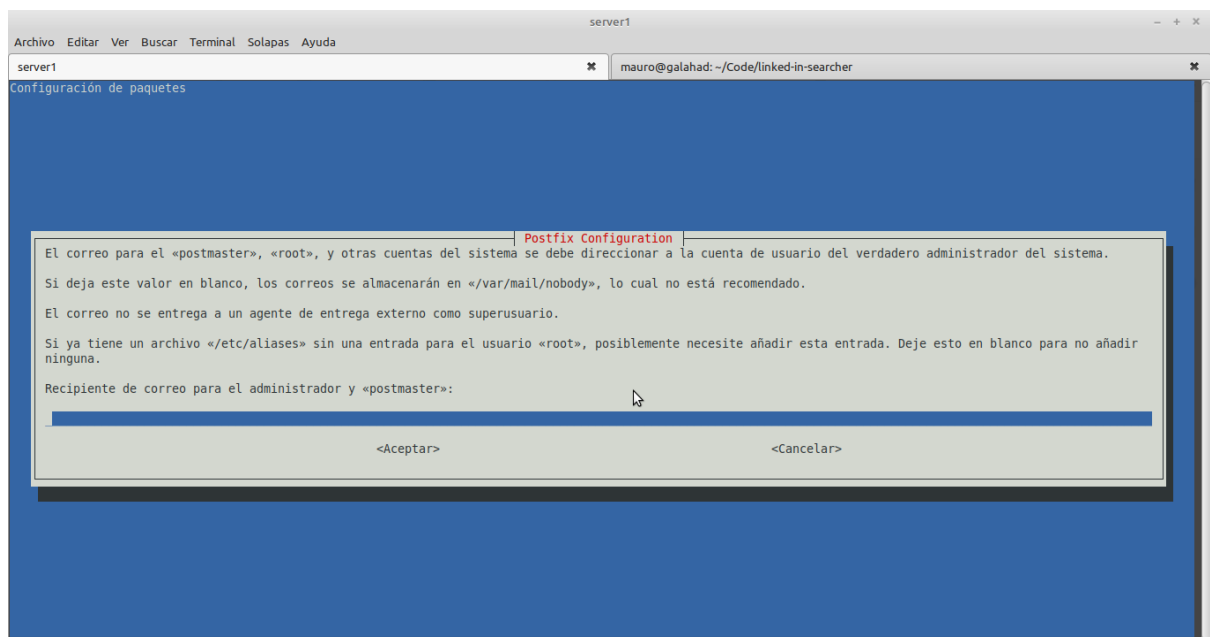 server1
Archivo Editar Ver Buscar Terminal Solapas Ayuda
server1
mauro@galahad: ~/Code/linked-in-searcher
Configuración de paquetes
Postfix Configuration
El correo para el «postmaster», «root», y otras cuentas del sistema se debe direccionar a la cuenta de usuario del verdadero administrador del sistema.
Si deja este valor en blanco, los correos se almacenarán en «/var/mail/nobody», lo cual no está recomendado.
El correo no se entrega a un agente de entrega externo como superusuario.
Si ya tiene un archivo «/etc/aliases» sin una entrada para el usuario «root», posiblemente necesite añadir esta entrada. Deje esto en blanco para no añadir
ninguna.
Recipiente de correo para el administrador y «postmaster»:
<Aceptar> <Cancelar>